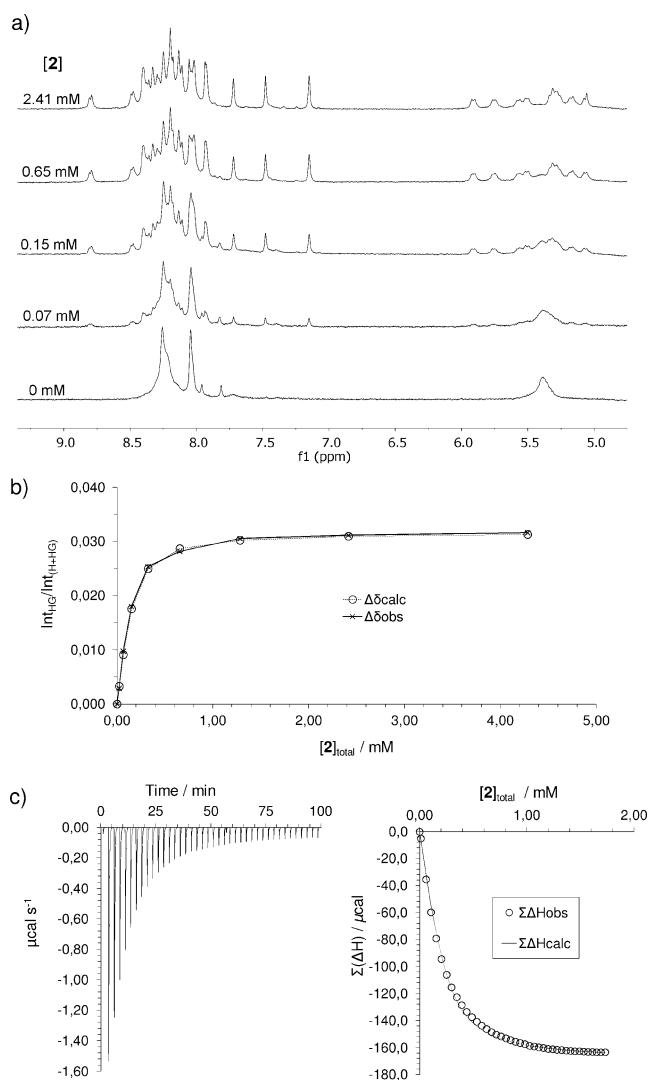 a)
[2]
2.41 mM
0.65 mM
0.15 mM
0.07 mM
0 mM
9.0 8.5 8.0 7.5 7.0 6.5 6.0 5.5 5.0
f1 (ppm)
b)
0,040
0,030
0,020
0,010
0,000
Int_HG/Int_(H+HG)
Δδcalc
Δδobs
0,00 1,00 2,00 3,00 4,00 5,00
[2]total / mM
c)
Time / min
0 25 50 75 100
0,00
-0,20
-0,40
-0,60
-0,80
-1,00
-1,20
-1,40
-1,60
µcal s-1
[2]total / mM
0,00 1,00 2,00
0,0
-20,0
-40,0
-60,0
-80,0
-100,0
-120,0
-140,0
-160,0
-180,0
Σ(ΔH) / µcal
ΣΔHobs
ΣΔHcalc